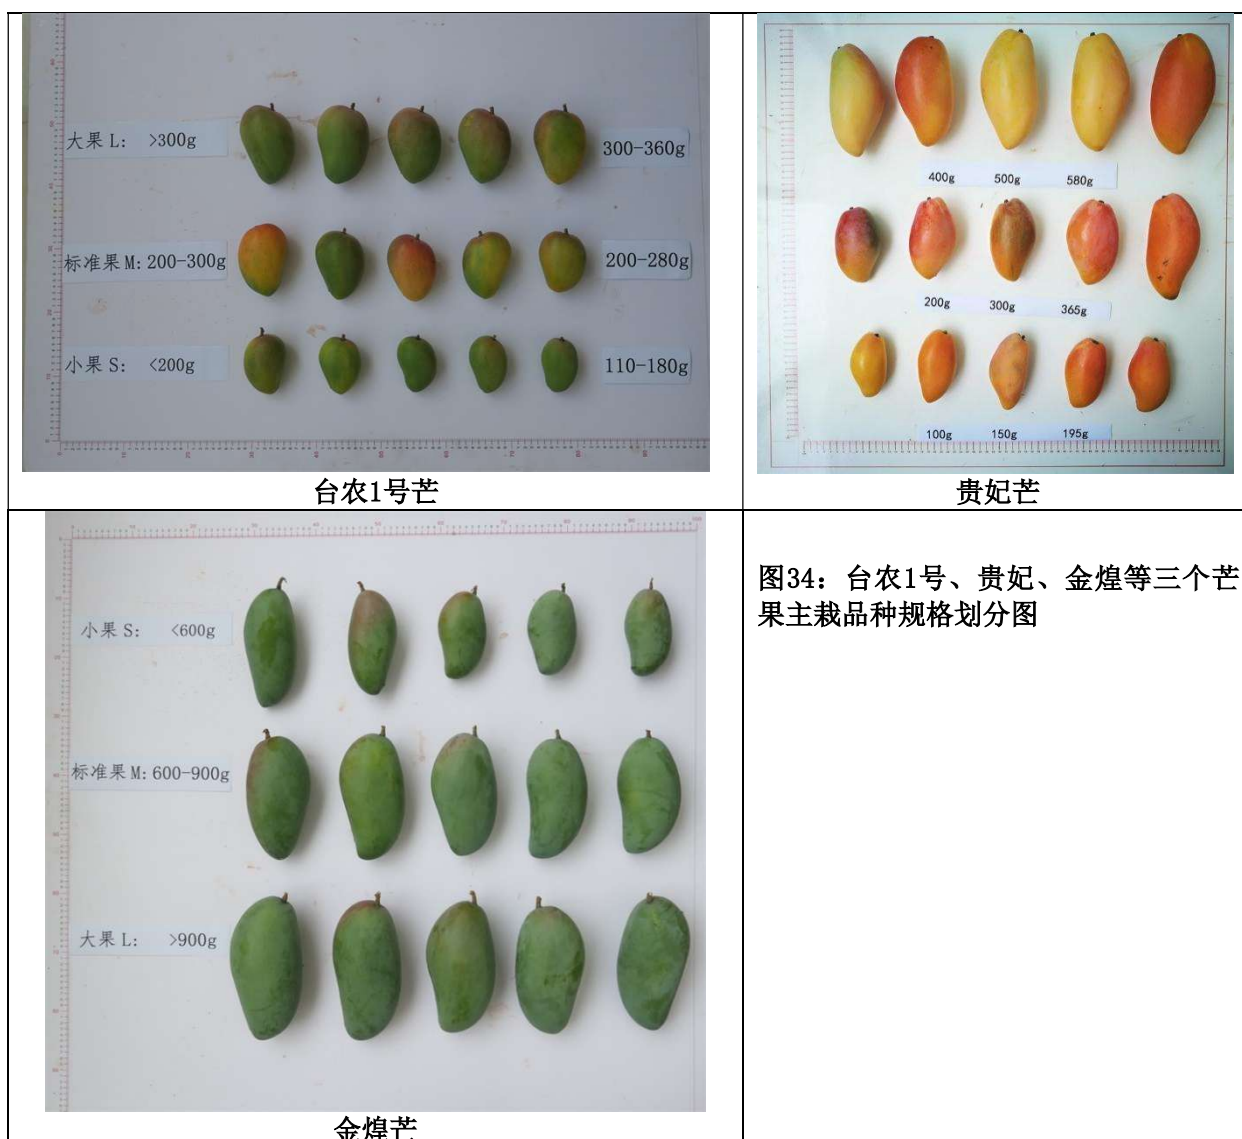 大果 L: >300g
300-360g
标准果 M: 200-300g
200-280g
小果 S: <200g
110-180g
台农1号芒
400g 500g 580g
200g 300g 365g
100g 150g 195g
贵妃芒
小果 S: <600g
标准果 M: 600-900g
大果 L: >900g
金煌芒
图34：台农1号、贵妃、金煌等三个芒
果主栽品种规格划分图